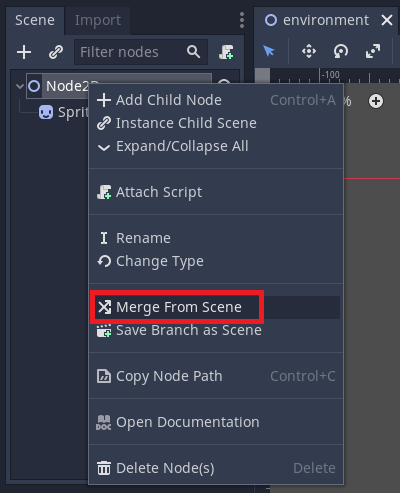 Scene Import
environment
Filter nodes
-100
Node2D
%
Sprit
Add Child Node Control+A
Instance Child Scene
Expand/Collapse All
Attach Script
Rename
Change Type
Merge From Scene
Save Branch as Scene
Copy Node Path Control+C
DOC Open Documentation
Delete Node(s) Delete